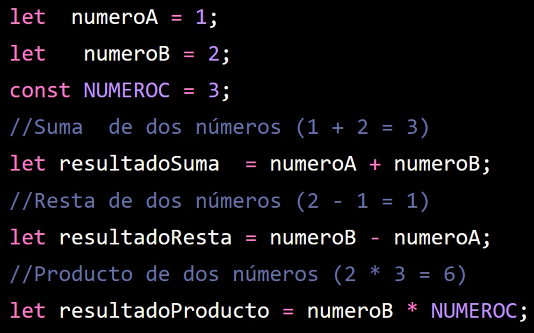 let  numeroA = 1;
let   numeroB = 2;
const NUMEROC = 3;
//Suma  de dos números (1 + 2 = 3)
let resultadoSuma  = numeroA + numeroB;
//Resta de dos números (2 - 1 = 1)
let resultadoResta = numeroB - numeroA;
//Producto de dos números (2 * 3 = 6)
let resultadoProducto = numeroB * NUMEROC;